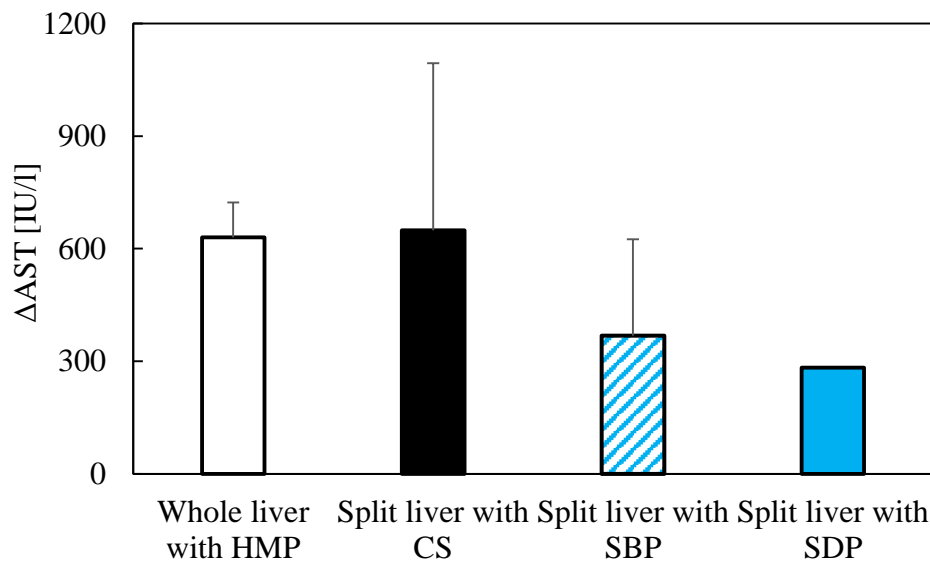 1200
900
600
300
0
ΔAST [IU/l]
Whole liver with HMP
Split liver with CS
Split liver with SBP
Split liver with SDP